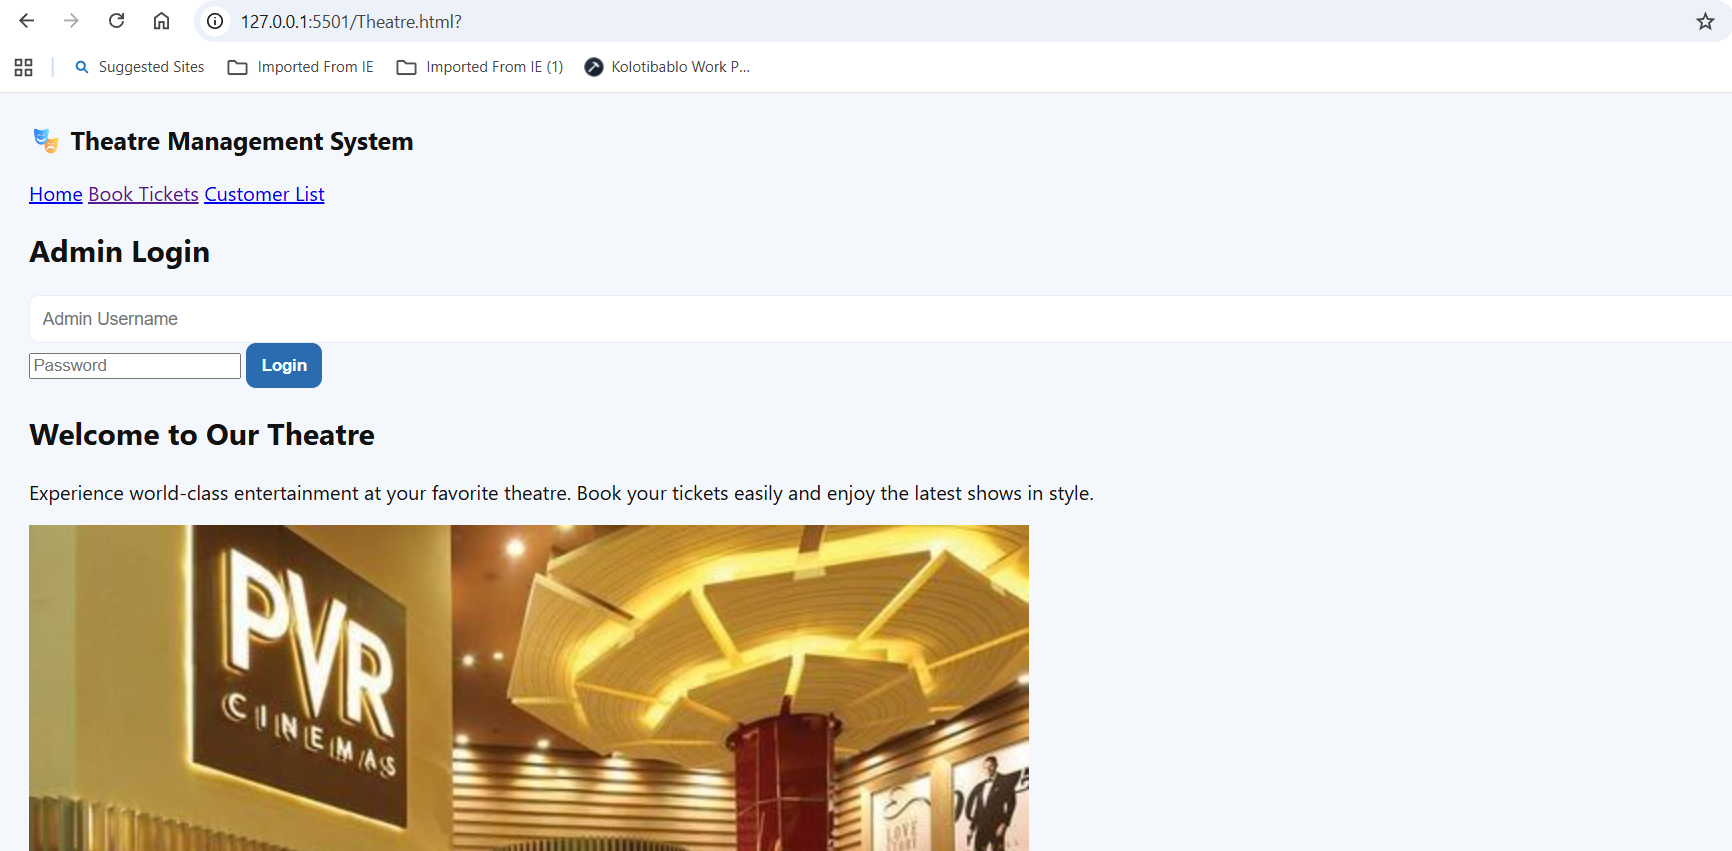 127.0.0.1:5501/Theatre.html?
Suggested Sites Imported From IE Imported From IE (1) Kolotibablo Work P...
Theatre Management System
Home Book Tickets Customer List
Admin Login
Admin Username
Password Login
Welcome to Our Theatre
Experience world-class entertainment at your favorite theatre. Book your tickets easily and enjoy the latest shows in style.
PVR
CINEMAS
LOVE
STORY